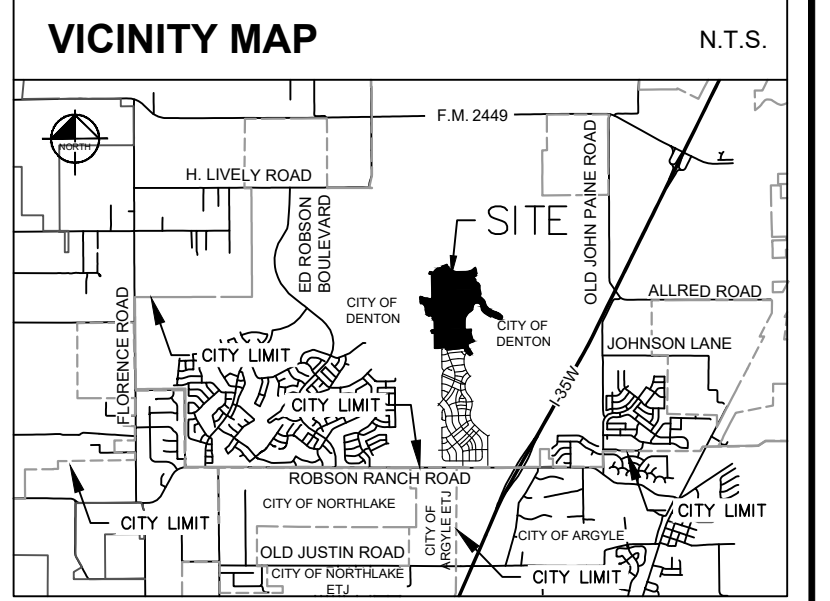 VICINITY MAP
N.T.S.
F.M. 2449
NORTH
H. LIVELY ROAD
ED ROBSON
BOULEVARD
OLD JOHN PAINE ROAD
SITE
ALLRED ROAD
CITY OF
DENTON
CITY OF
DENTON
FLORENCE ROAD
JOHNSON LANE
CITY LIMIT
I-35W
CITY LIMIT
ROBSON RANCH ROAD
CITY OF NORTHLAKE
CITY OF
ARGYLE ETJ
CITY LIMIT
CITY LIMIT
CITY OF ARGYLE
OLD JUSTIN ROAD
CITY OF NORTHLAKE
ETJ
CITY LIMIT